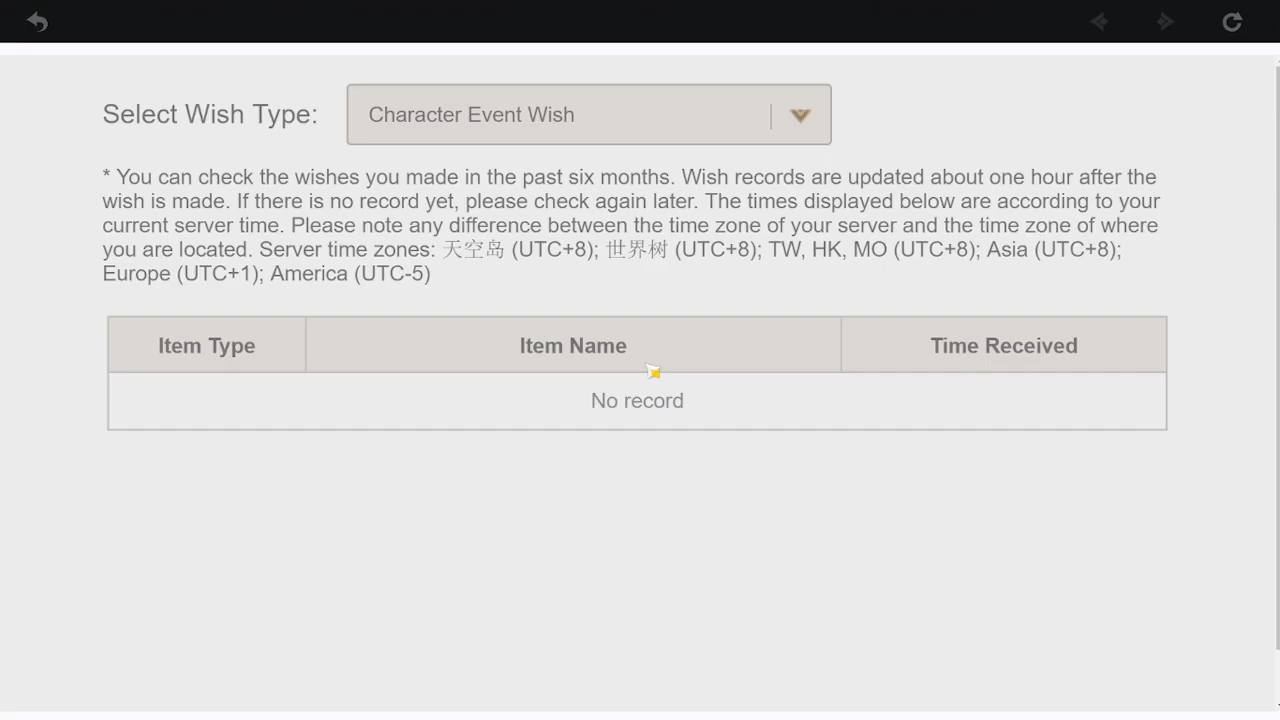 Select Wish Type:
Character Event Wish
* You can check the wishes you made in the past six months. Wish records are updated about one hour after the
wish is made. If there is no record yet, please check again later. The times displayed below are according to your
current server time. Please note any difference between the time zone of your server and the time zone of where
you are located. Server time zones: 天空岛 (UTC+8); 世界树 (UTC+8); TW, HK, MO (UTC+8); Asia (UTC+8);
Europe (UTC+1); America (UTC-5)
Item Type
Item Name
Time Received
No record